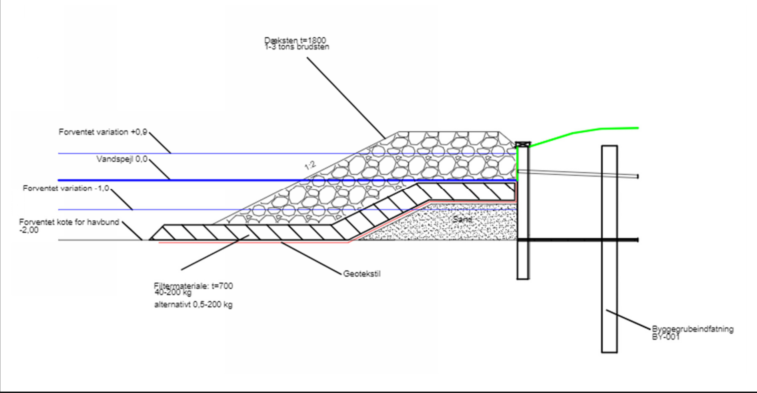 Dæksten t=1800
1-3 tons brudsten
Forventet variation +0,9
Vandspejl 0,0
1:2
Forventet variation -1,0
Forventet kote for havbund
-2,00
Sand
Geotekstil
Filtermateriale: t=700
40-200 kg
alternativt 0,5-200 kg
Byggegrubeindfatning
BY-001